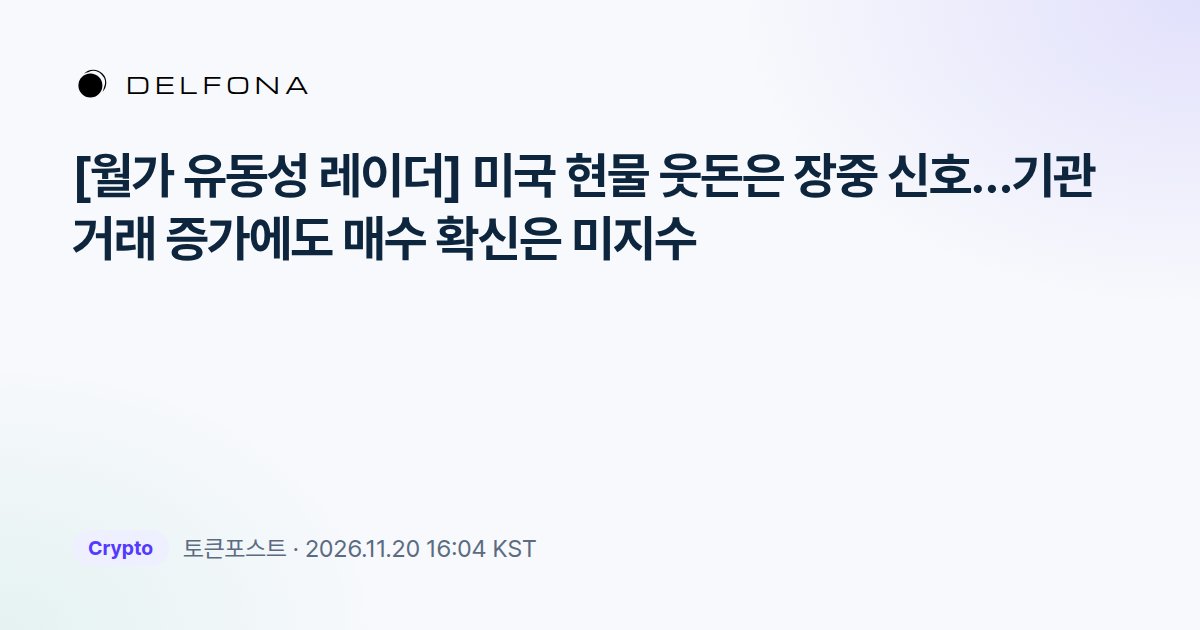 DELFONA
[월가 유동성 레이더] 미국 현물 웃돈은 장중 신호…기관
거래 증가에도 매수 확신은 미지수
Crypto 토큰포스트 · 2026.11.20 16:04 KST